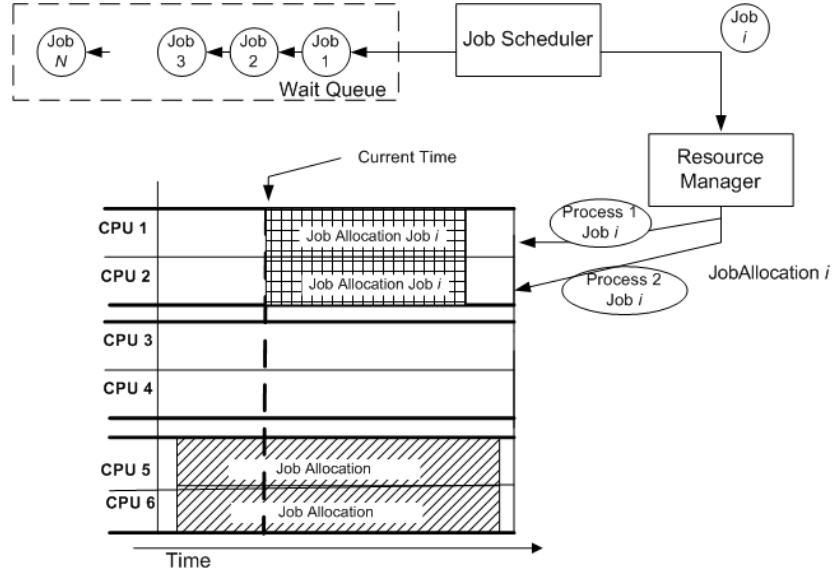 Job
N
Job
3
Job
2
Job
1
Wait Queue
Job Scheduler
Job
i
Resource
Manager
Current Time
CPU 1
Job Allocation Job i
CPU 2
Job Allocation Job i
Process 1
Job i
Process 2
Job i
JobAllocation i
CPU 3
CPU 4
CPU 5
Job Allocation
CPU 6
Job Allocation
Time